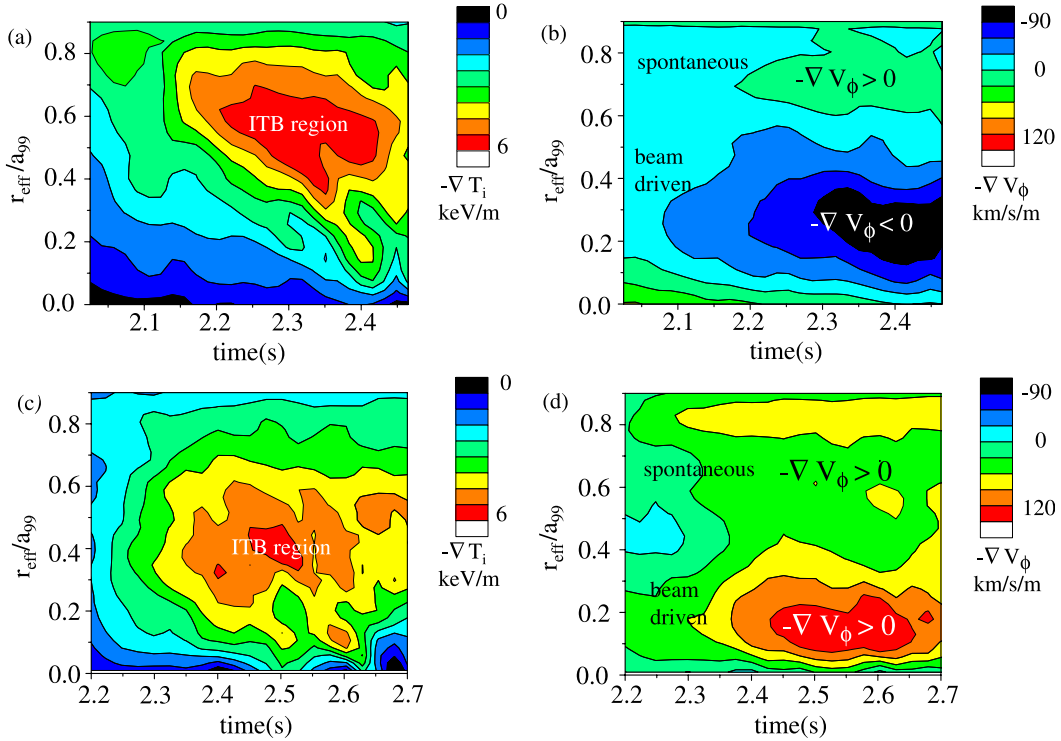 (a)
0.8
0.6
0.4
0.2
0.0
r_eff/a_99
2.1 2.2 2.3 2.4
time(s)
ITB region
0
6
-∇ T_i
keV/m
(b)
0.8
0.6
0.4
0.2
0.0
r_eff/a_99
2.1 2.2 2.3 2.4
time(s)
spontaneous
-∇ V_ϕ > 0
beam
driven
-∇ V_ϕ < 0
-90
0
120
-∇ V_ϕ
km/s/m
(c)
0.8
0.6
0.4
0.2
0.0
r_eff/a_99
2.2 2.3 2.4 2.5 2.6 2.7
time(s)
ITB region
0
6
-∇ T_i
keV/m
(d)
0.8
0.6
0.4
0.2
0.0
r_eff/a_99
2.2 2.3 2.4 2.5 2.6 2.7
time(s)
spontaneous
-∇ V_ϕ > 0
beam
driven
-∇ V_ϕ > 0
-90
0
120
-∇ V_ϕ
km/s/m